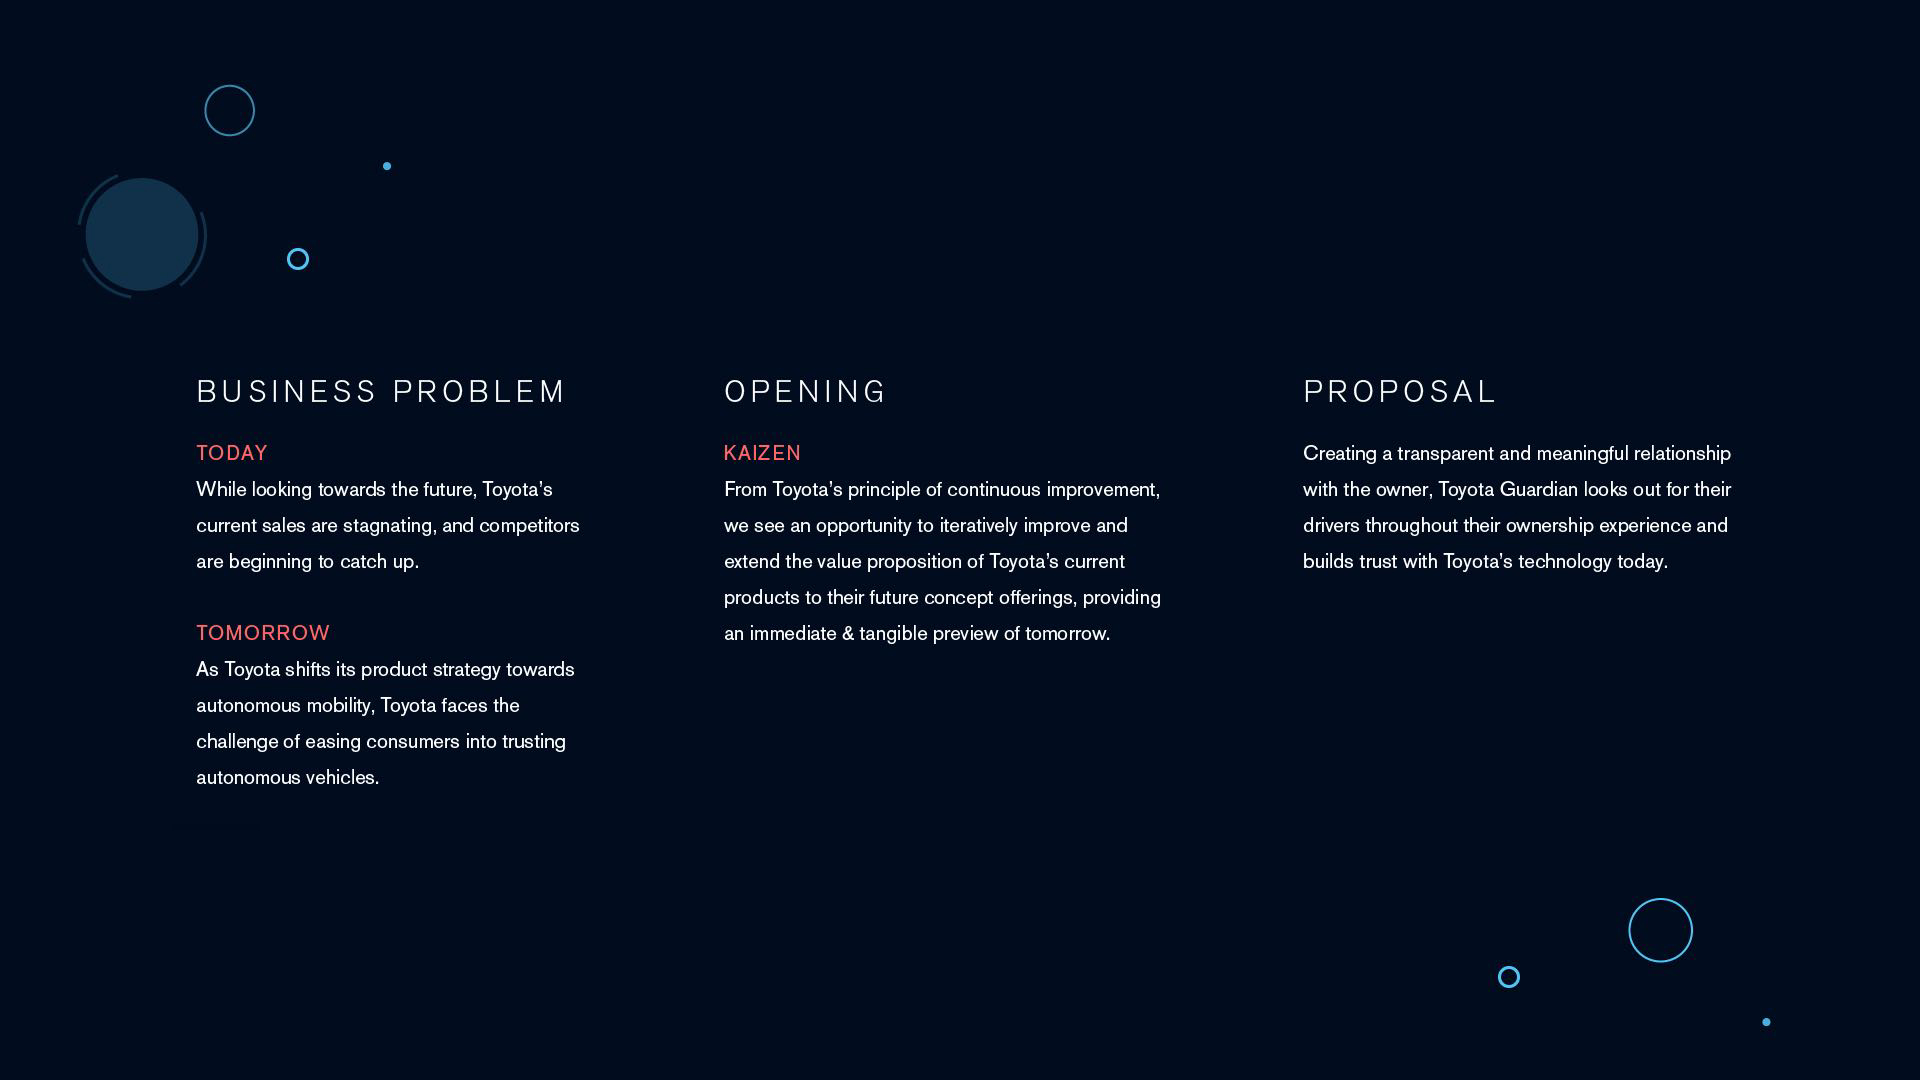 BUSINESS PROBLEM
TODAY
While looking towards the future, Toyota’s
current sales are stagnating, and competitors
are beginning to catch up.
TOMORROW
As Toyota shifts its product strategy towards
autonomous mobility, Toyota faces the
challenge of easing consumers into trusting
autonomous vehicles.
OPENING
KAIZEN
From Toyota’s principle of continuous improvement,
we see an opportunity to iteratively improve and
extend the value proposition of Toyota’s current
products to their future concept offerings, providing
an immediate & tangible preview of tomorrow.
PROPOSAL
Creating a transparent and meaningful relationship
with the owner, Toyota Guardian looks out for their
drivers throughout their ownership experience and
builds trust with Toyota’s technology today.